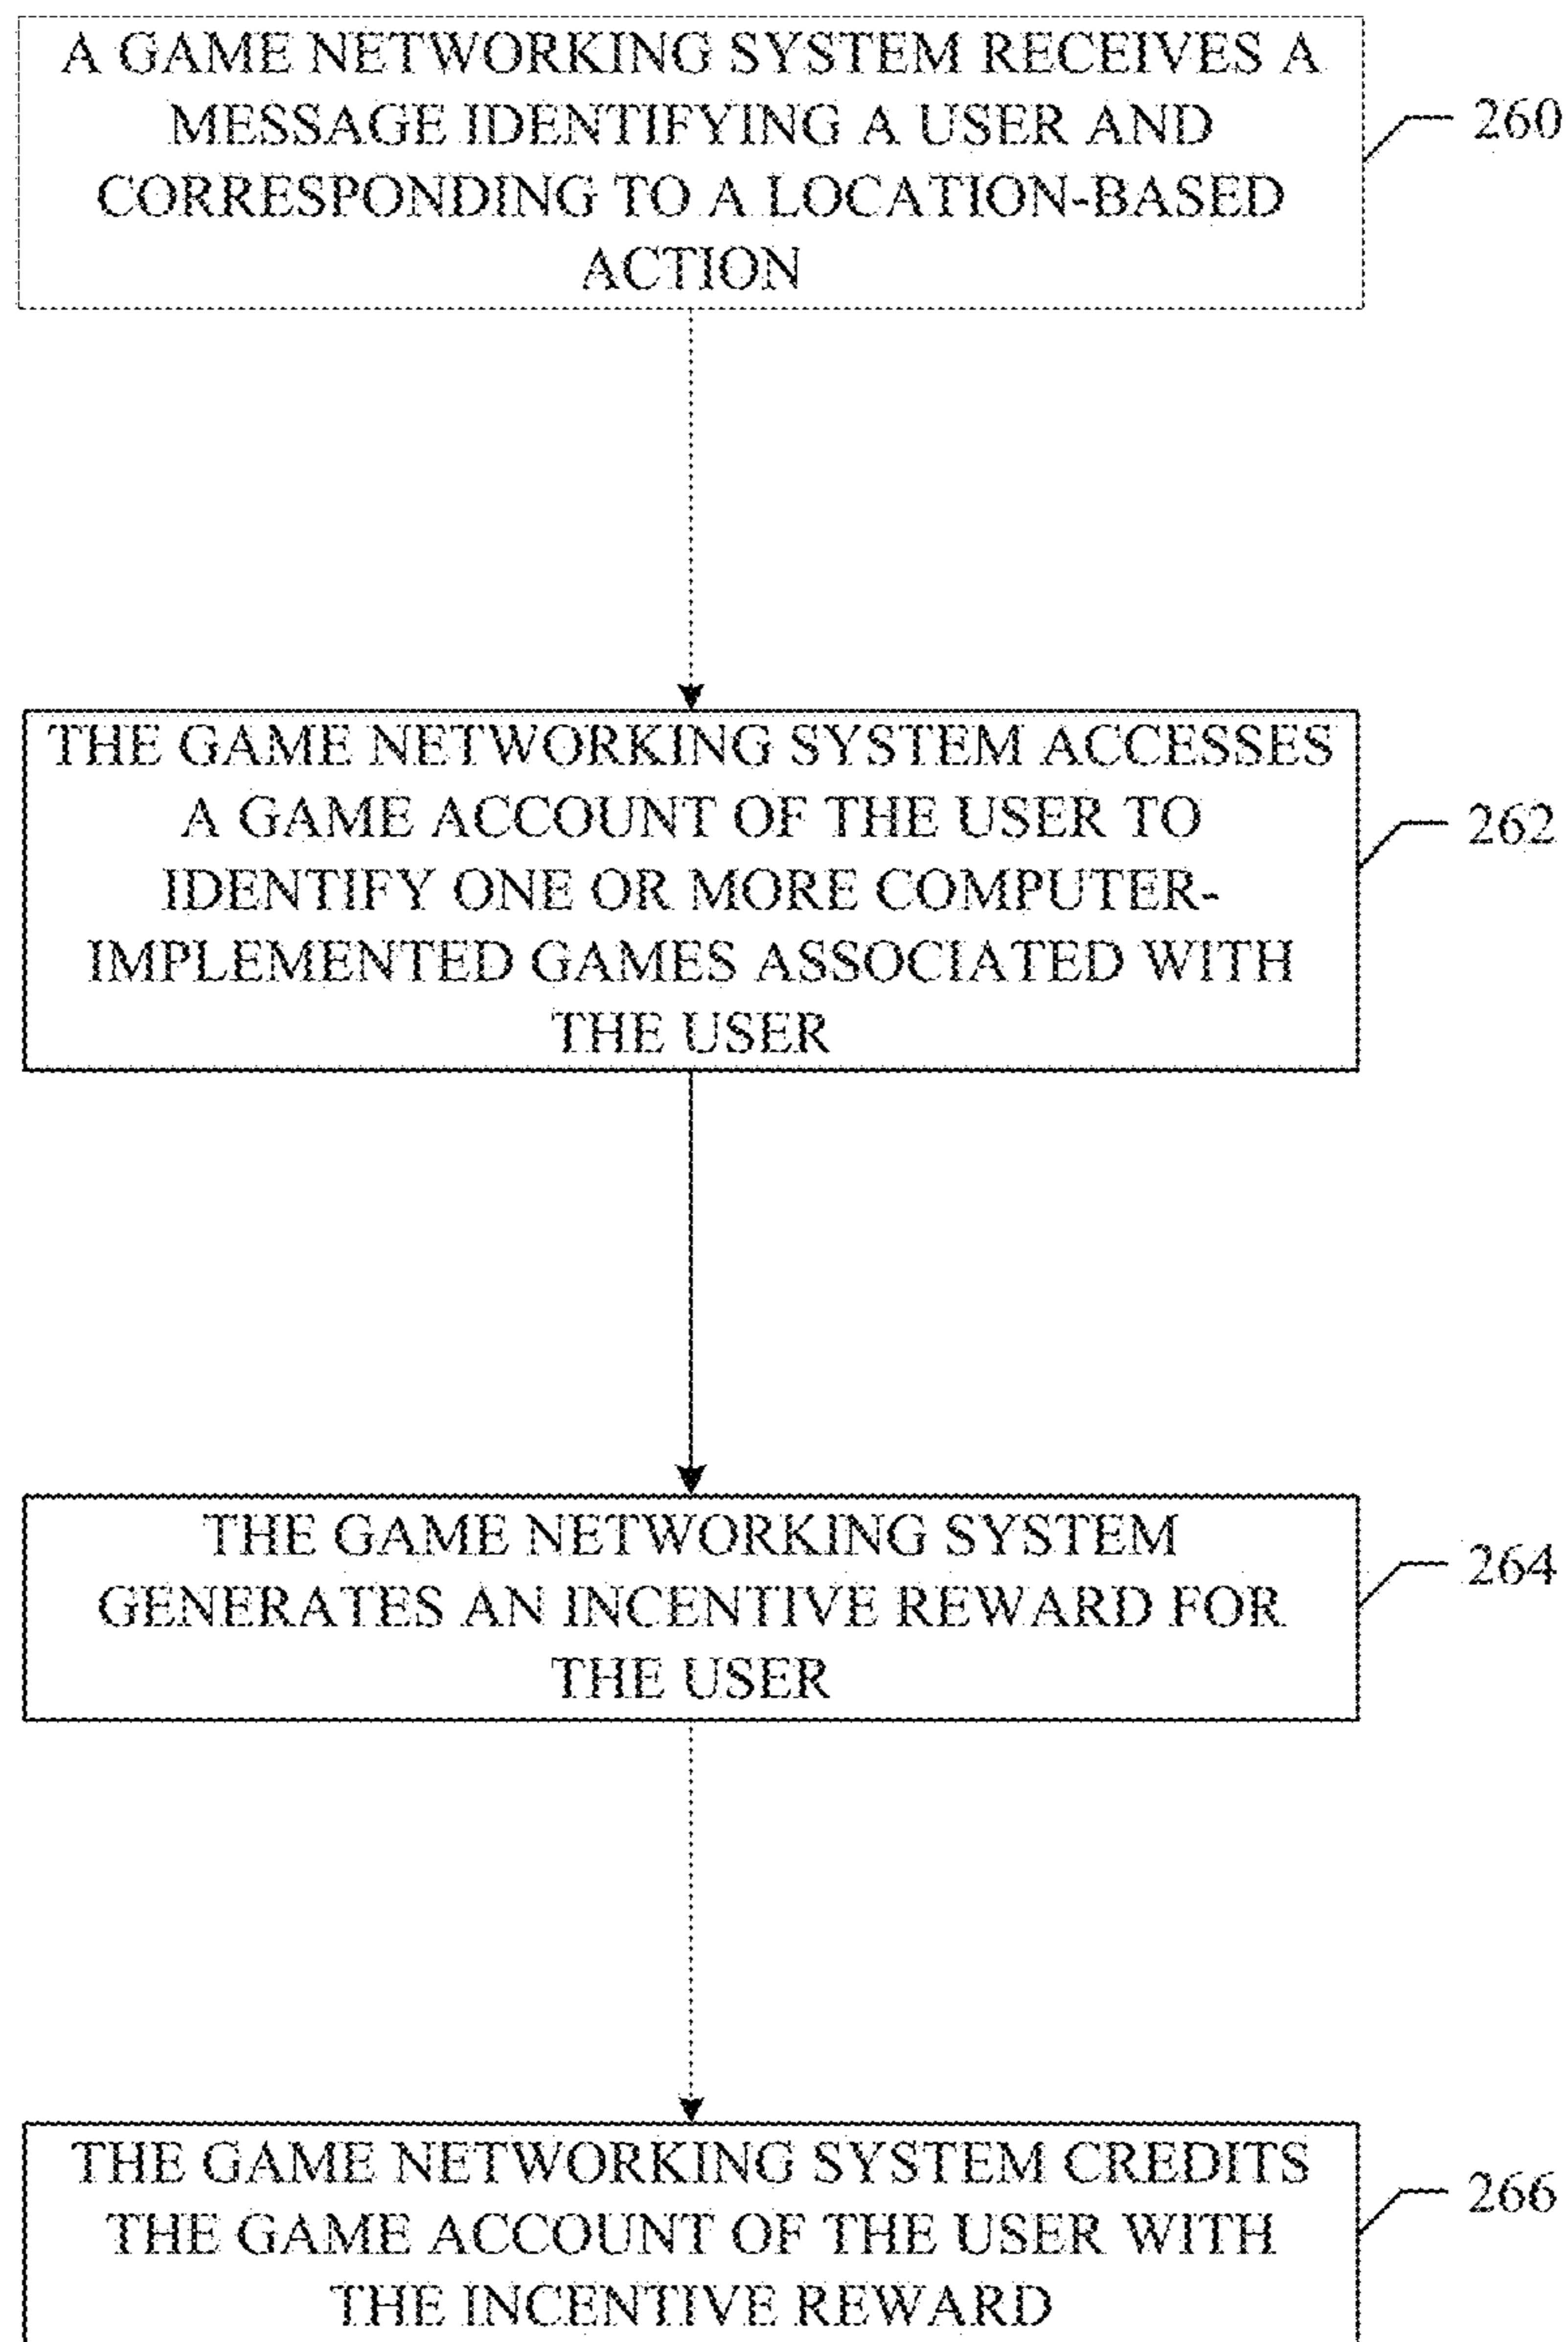 A GAME NETWORKING SYSTEM RECEIVES A
MESSAGE IDENTIFYING A USER AND
CORRESPONDING TO A LOCATION-BASED
ACTION
260
THE GAME NETWORKING SYSTEM ACCESSES
A GAME ACCOUNT OF THE USER TO
IDENTIFY ONE OR MORE COMPUTER-
IMPLEMENTED GAMES ASSOCIATED WITH
THE USER
262
THE GAME NETWORKING SYSTEM
GENERATES AN INCENTIVE REWARD FOR
THE USER
264
THE GAME NETWORKING SYSTEM CREDITS
THE GAME ACCOUNT OF THE USER WITH
THE INCENTIVE REWARD
266